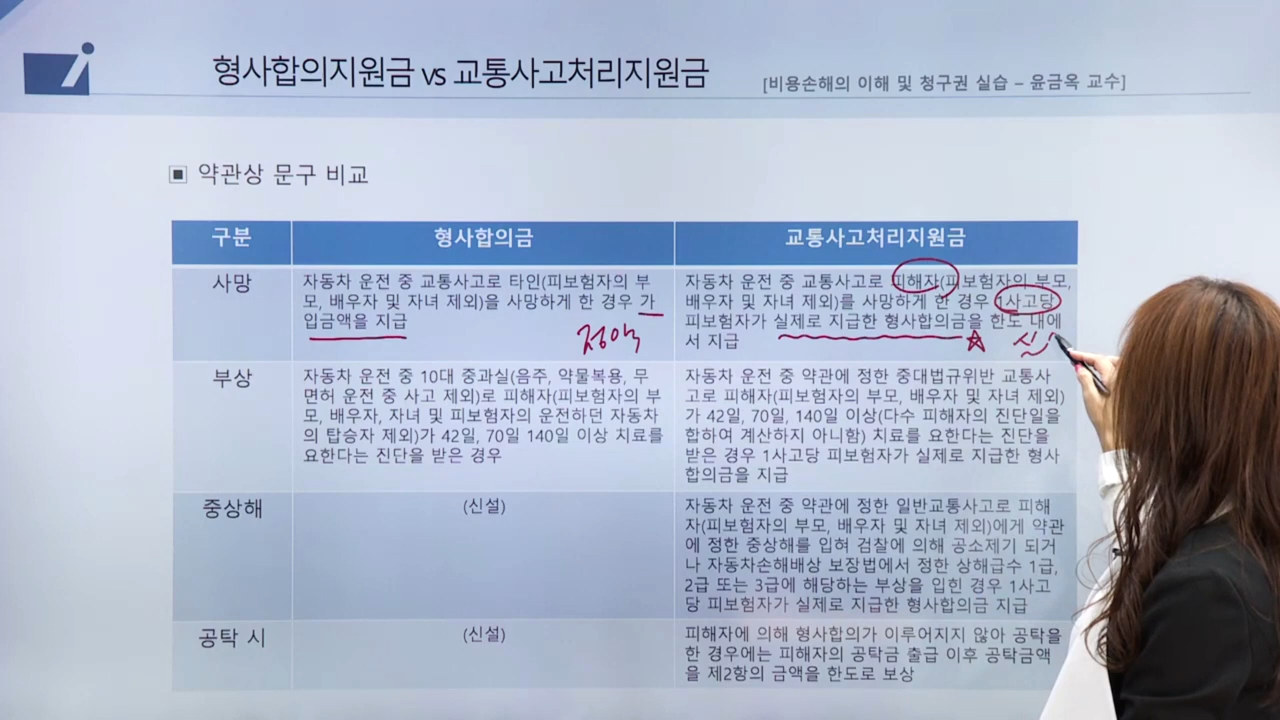 형사합의지원금 vs 교통사고처리지원금
[비용손해의 이해 및 청구권 실습 – 윤금옥 교수]
▣ 약관상 문구 비교
구분
형사합의금
교통사고처리지원금
사망
자동차 운전 중 교통사고로 타인(피보험자의 부
모, 배우자 및 자녀 제외)을 사망하게 한 경우 가
입금액을 지급
정액
자동차 운전 중 교통사고로 피해자(피보험자의 부모,
배우자 및 자녀 제외)를 사망하게 한 경우 1사고당
피보험자가 실제로 지급한 형사합의금을 한도 내에
서 지급
부상
자동차 운전 중 10대 중과실(음주, 약물복용, 무
면허 운전 중 사고 제외)로 피해자(피보험자의 부
모, 배우자, 자녀 및 피보험자의 운전하던 자동차
의 탑승자 제외)가 42일, 70일 140일 이상 치료를
요한다는 진단을 받은 경우
자동차 운전 중 약관에 정한 중대법규위반 교통사
고로 피해자(피보험자의 부모, 배우자 및 자녀 제외)
가 42일, 70일, 140일 이상(다수 피해자의 진단일을
합하여 계산하지 아니함) 치료를 요한다는 진단을
받은 경우 1사고당 피보험자가 실제로 지급한 형사
합의금을 지급
중상해
(신설)
자동차 운전 중 약관에 정한 일반교통사고로 피해
자(피보험자의 부모, 배우자 및 자녀 제외)에게 약관
에 정한 중상해를 입혀 검찰에 의해 공소제기 되거
나 자동차손해배상 보장법에서 정한 상해급수 1급,
2급 또는 3급에 해당하는 부상을 입힌 경우 1사고
당 피보험자가 실제로 지급한 형사합의금 지급
공탁 시
(신설)
피해자에 의해 형사합의가 이루어지지 않아 공탁을
한 경우에는 피해자의 공탁금 출급 이후 공탁금액
을 제2항의 금액을 한도로 보상